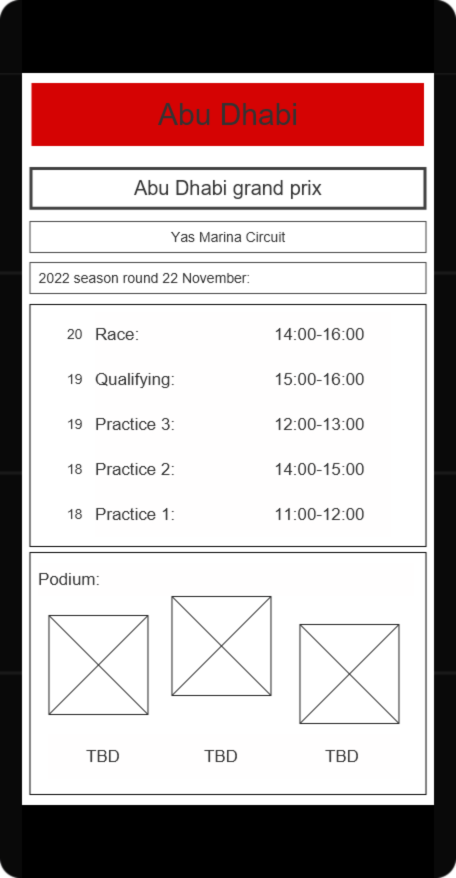 Abu Dhabi
Abu Dhabi grand prix
Yas Marina Circuit
2022 season round 22 November:
20 Race: 14:00-16:00
19 Qualifying: 15:00-16:00
19 Practice 3: 12:00-13:00
18 Practice 2: 14:00-15:00
18 Practice 1: 11:00-12:00
Podium:
TBD TBD TBD